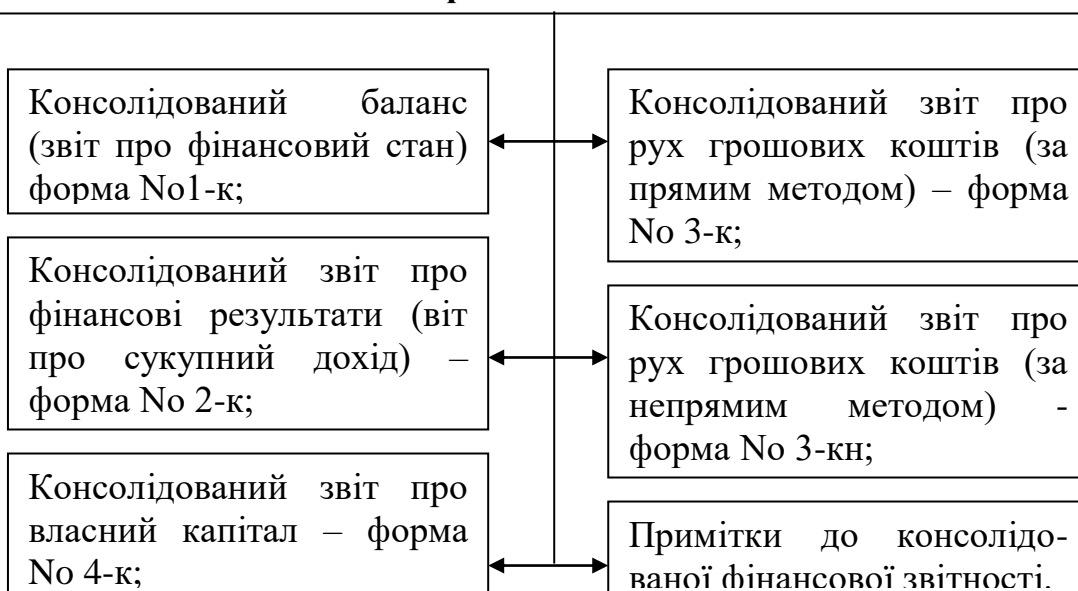 Консолідований баланс
(звіт про фінансовий стан)
форма No1-к;
Консолідований звіт про
фінансові результати (віт
про сукупний дохід) –
форма No 2-к;
Консолідований звіт про
власний капітал – форма
No 4-к;
Консолідований звіт про
рух грошових коштів (за
прямим методом) – форма
No 3-к;
Консолідований звіт про
рух грошових коштів (за
непрямим методом) -
форма No 3-кн;
Примітки до консолідо-
ваної фінансової звітності.